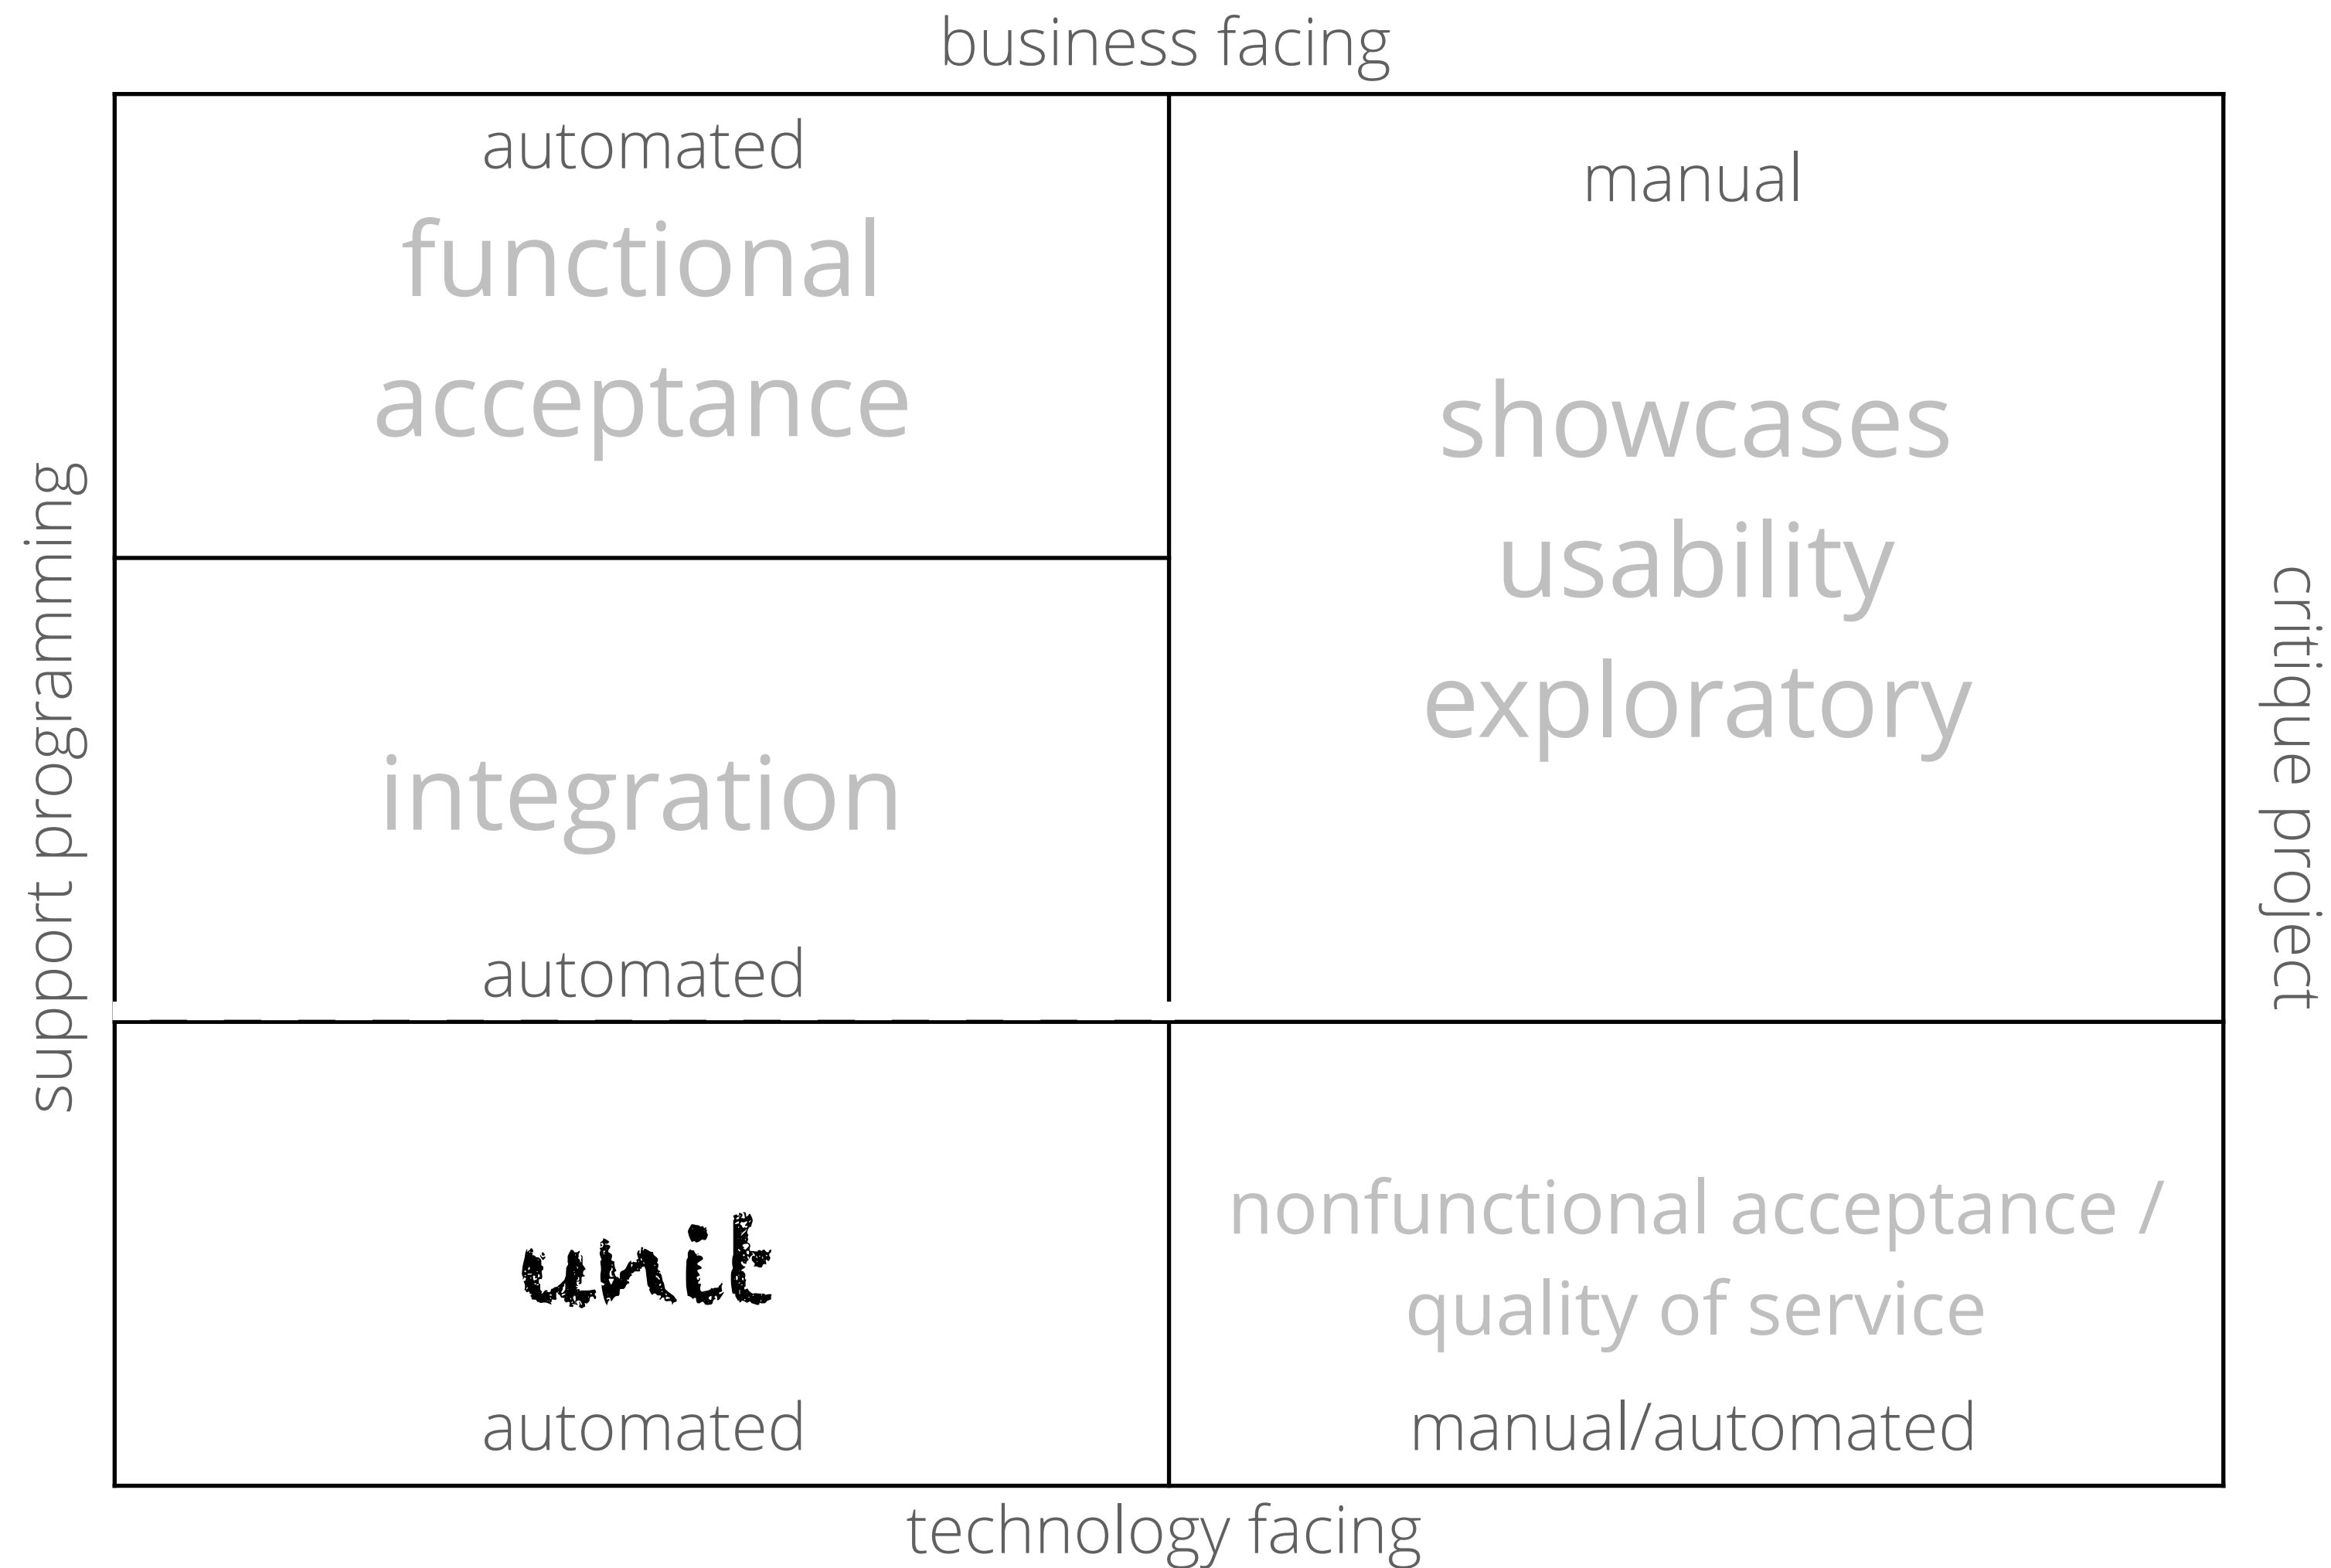 business facing
automated
functional
acceptance
manual
showcases
usability
exploratory
support programming
critique project
integration
automated
unit
automated
nonfunctional acceptance /
quality of service
manual/automated
technology facing